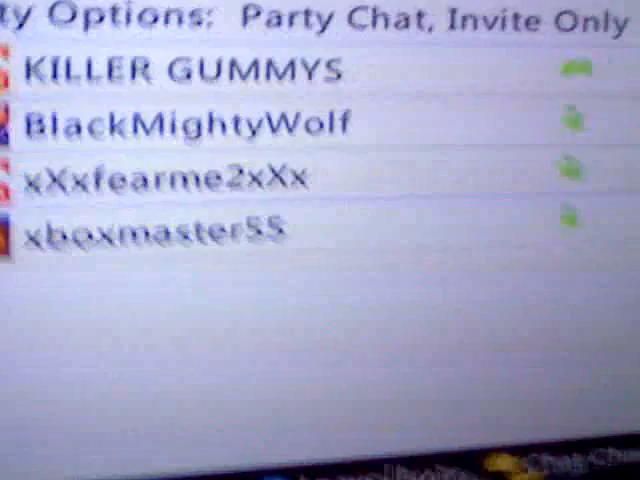 ty Options: Party Chat, Invite Only
KILLER GUMMYS
BlackMightyWolf
xXxfearme2xXx
xboxmaster55